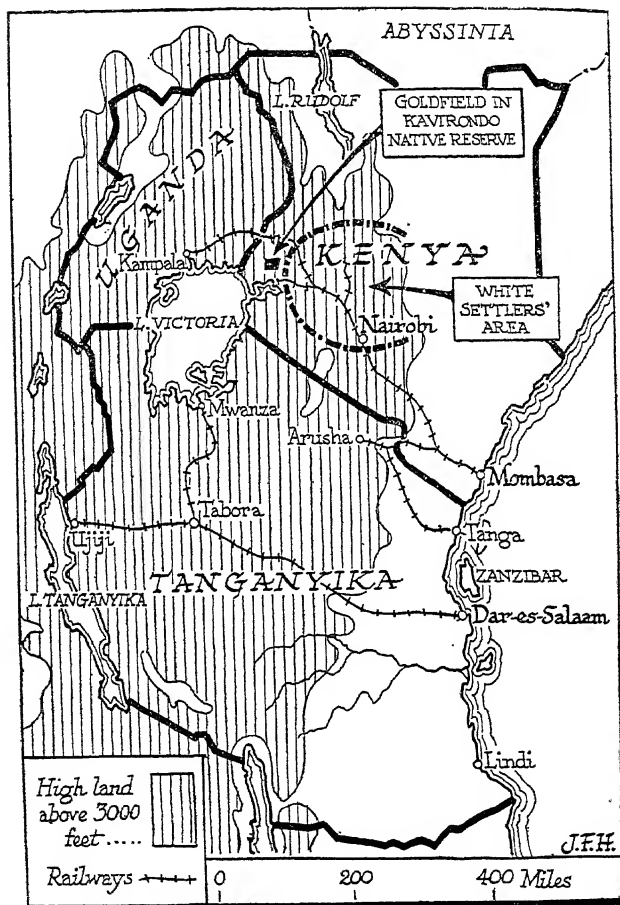 ABYSSINIA
L. RUDOLF
GOLDFIELD IN
KAVIRONDO
NATIVE RESERVE
UGANDA
KENYA
Kampala
WHITE
SETTLERS'
AREA
L. VICTORIA
Nairobi
Mwanza
Arusha
Mombasa
Tabora
Ujiji
Tanga
TANGANYIKA
ZANZIBAR
L. TANGANYIKA
Dar-es-Salaam
Lindi
High land
above 3000
feet .....
J.F.H.
Railways
0 200 400 Miles